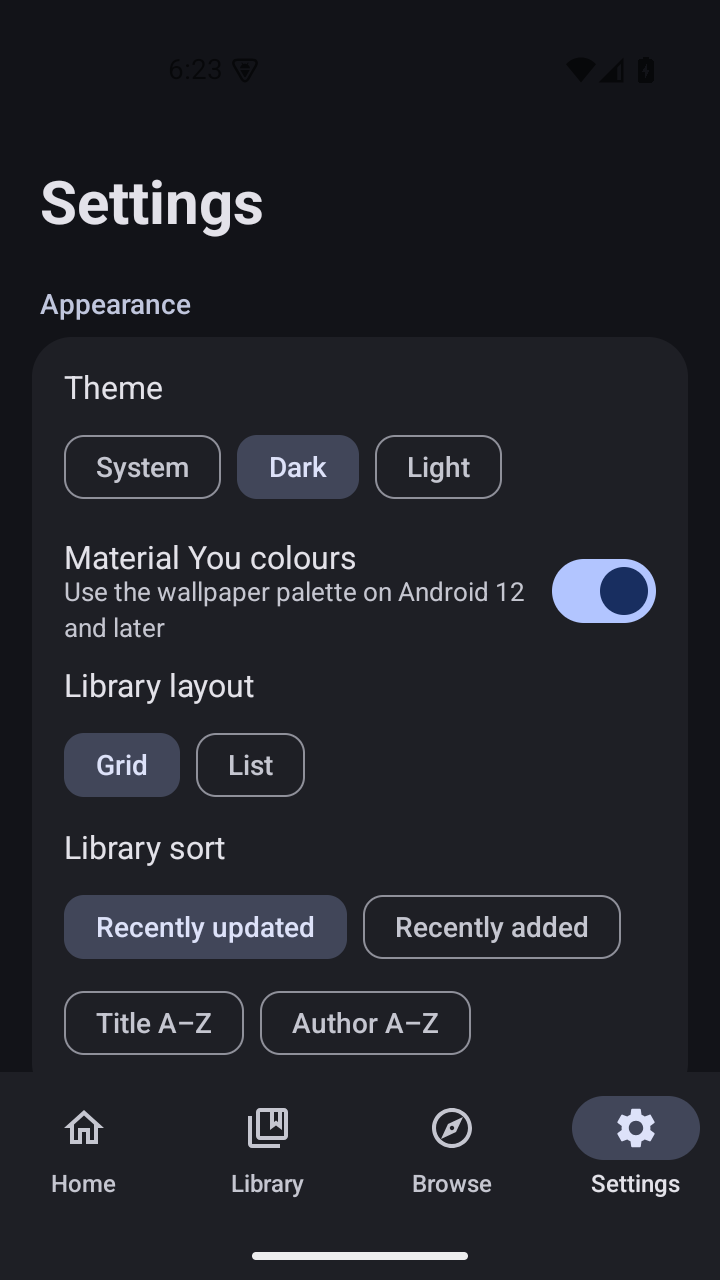 6:23
Settings
Appearance
Theme
System Dark Light
Material You colours
Use the wallpaper palette on Android 12
and later
Library layout
Grid List
Library sort
Recently updated Recently added
Title A–Z Author A–Z
Home Library Browse Settings